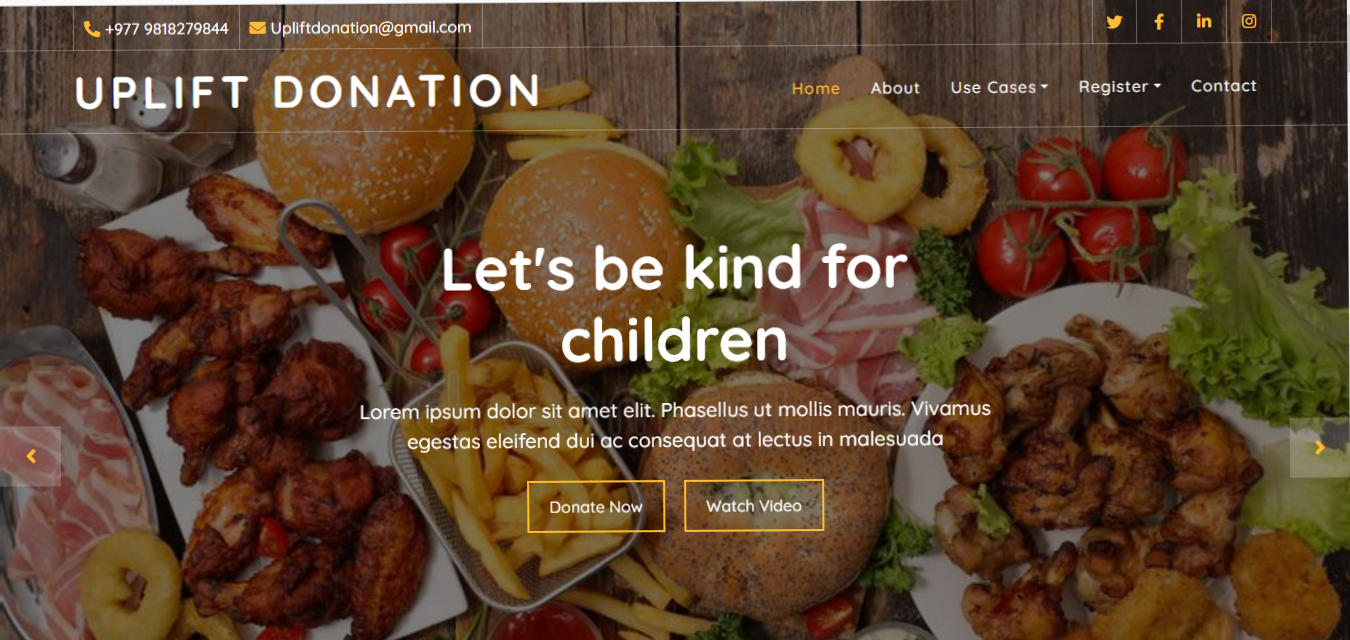 +977 9818279844 Upliftdonation@gmail.com
UPLIFT DONATION
Home About Use Cases Register Contact
Let's be kind for
children
Lorem ipsum dolor sit amet elit. Phasellus ut mollis mauris. Vivamus
egestas eleifend dui ac consequat at lectus in malesuada
Donate Now Watch Video